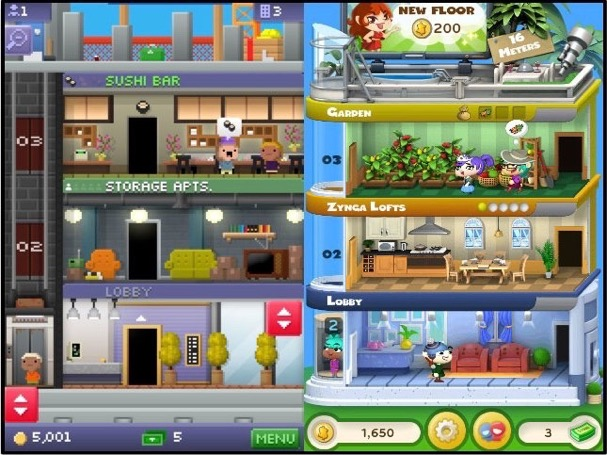 1
3
SUSHI BAR
03
STORAGE APTS.
02
LOBBY
5,001
5
MENU
NEW FLOOR
200
16
METERS
GARDEN
03
ZYNGA LOFTS
02
LOBBY
2
1,650
3